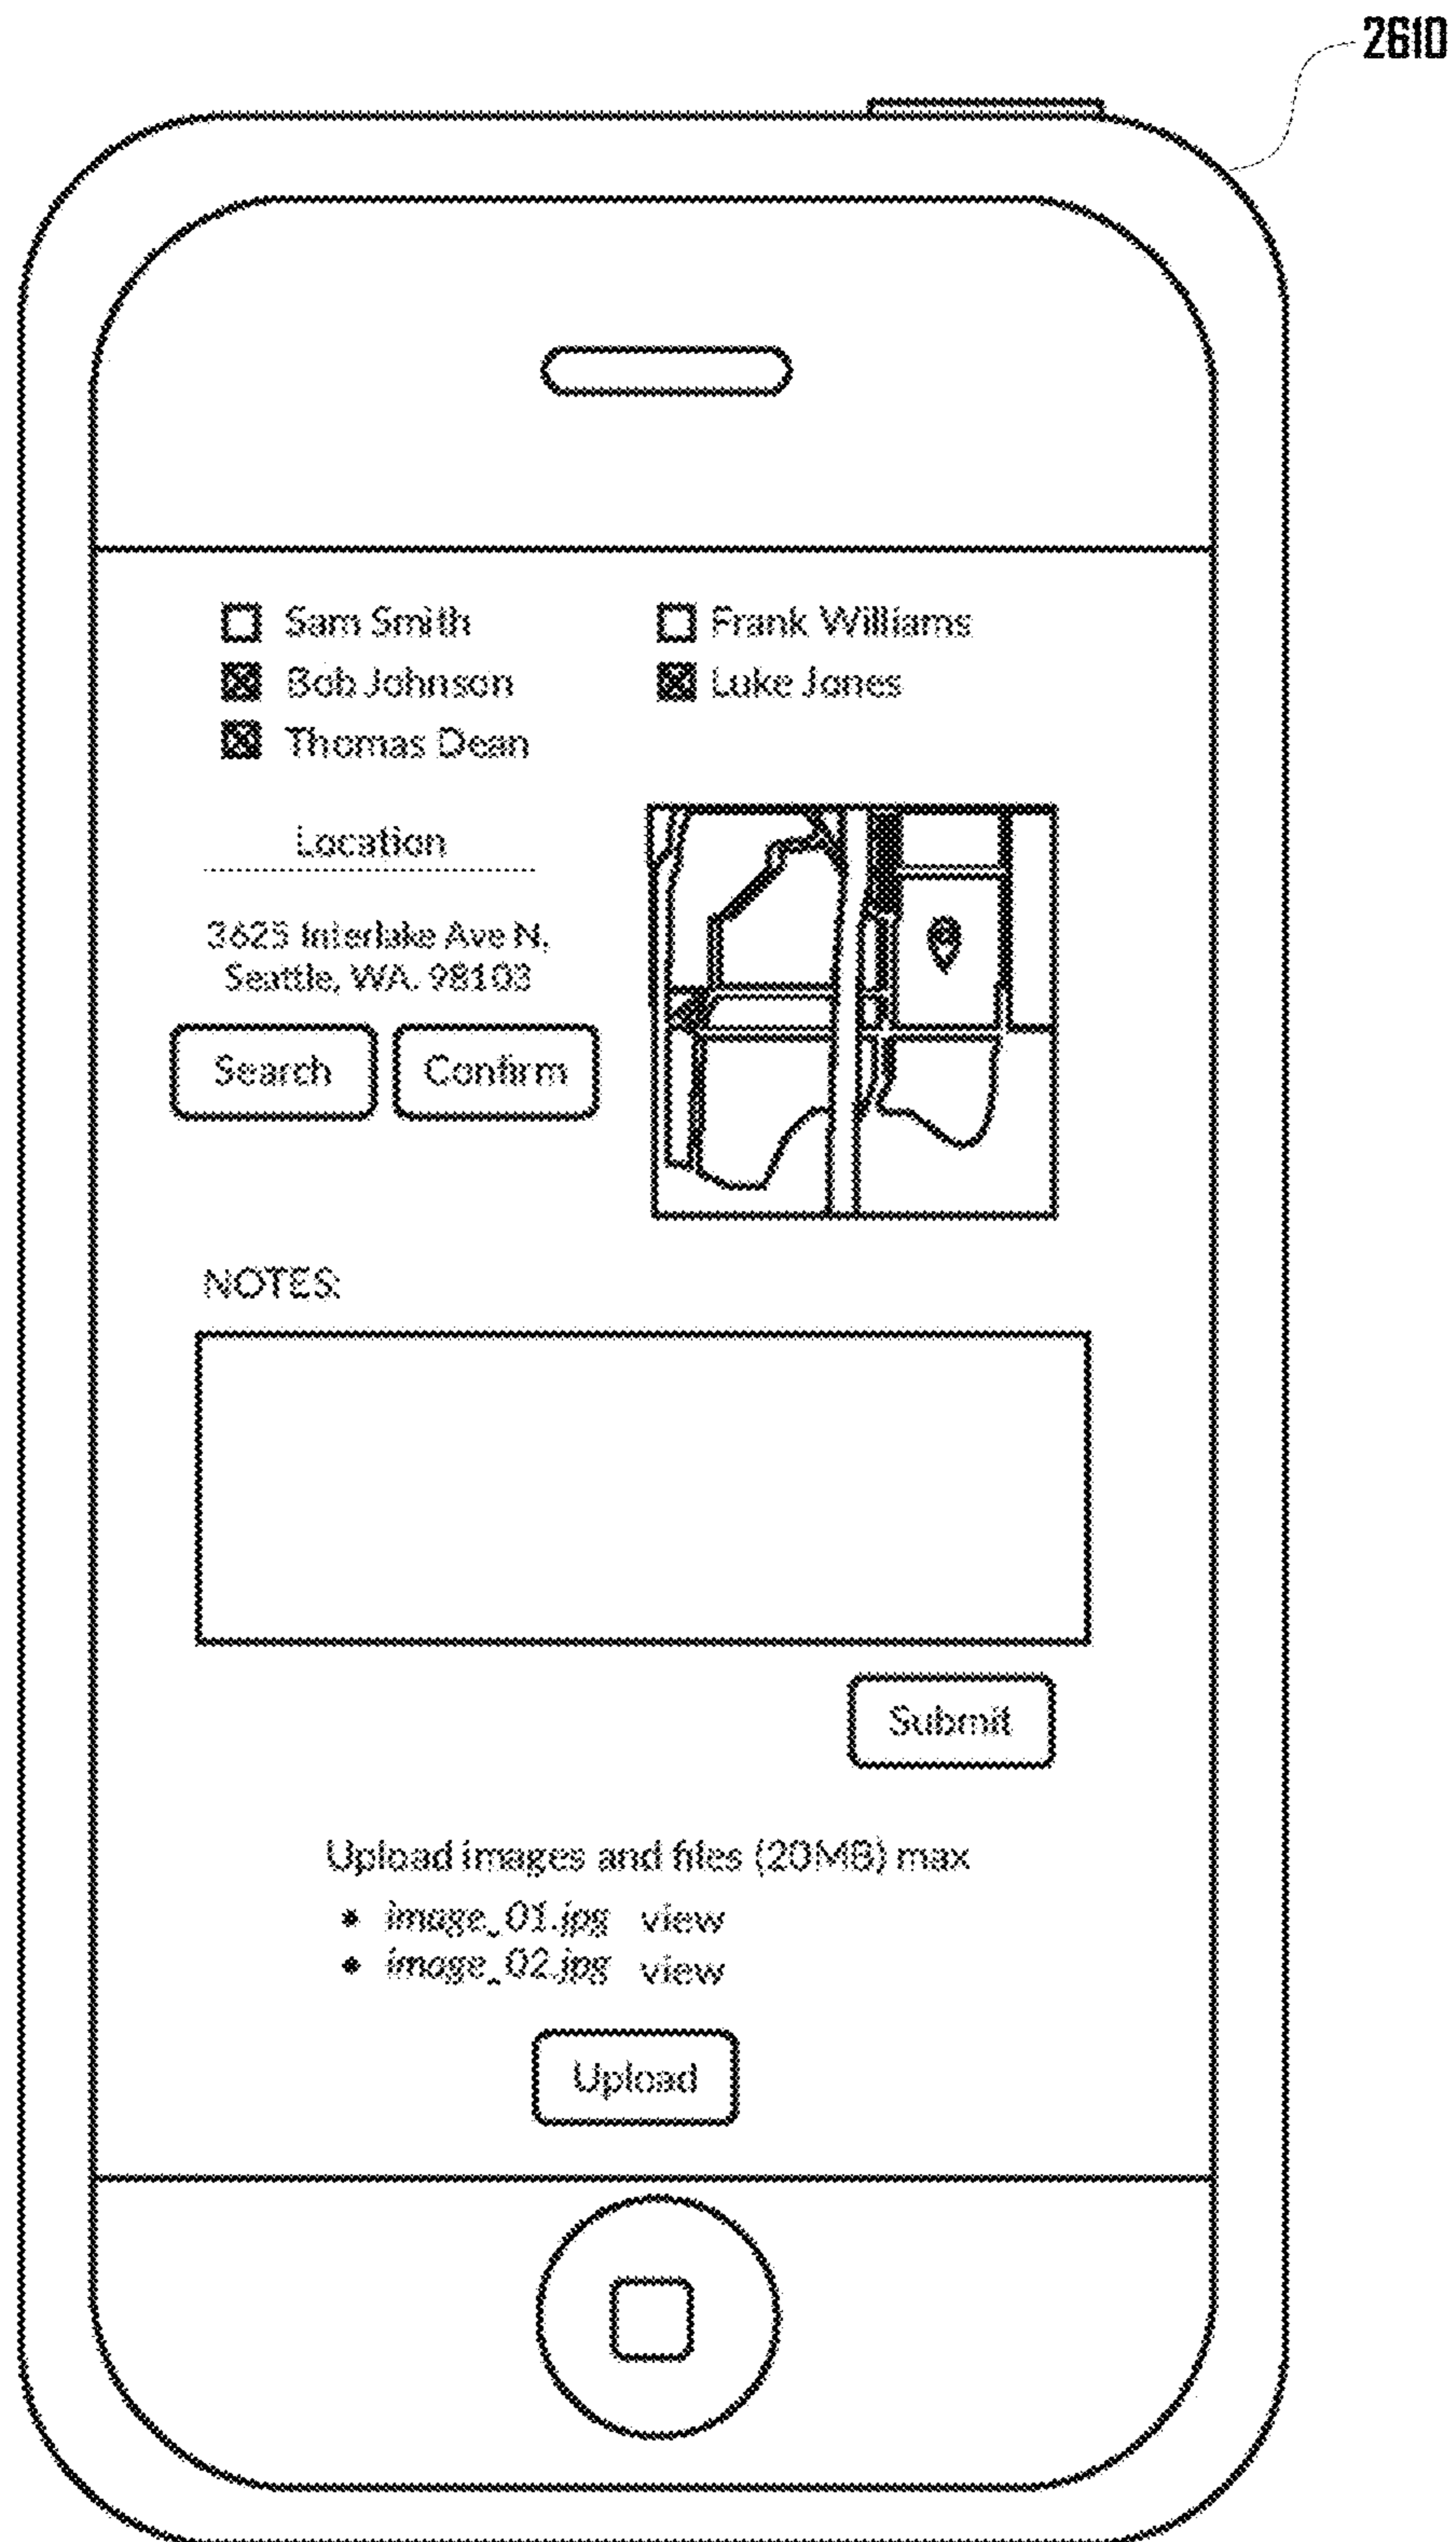 2610
Sam Smith
Frank Williams
Bob Johnson
Luke Jones
Thomas Dean
Location
3625 Interlake Ave N.
Seattle, WA. 98103
Search
Confirm
NOTES:
Submit
Upload images and files (20MB) max
• image_01.jpg view
• image_02.jpg view
Upload